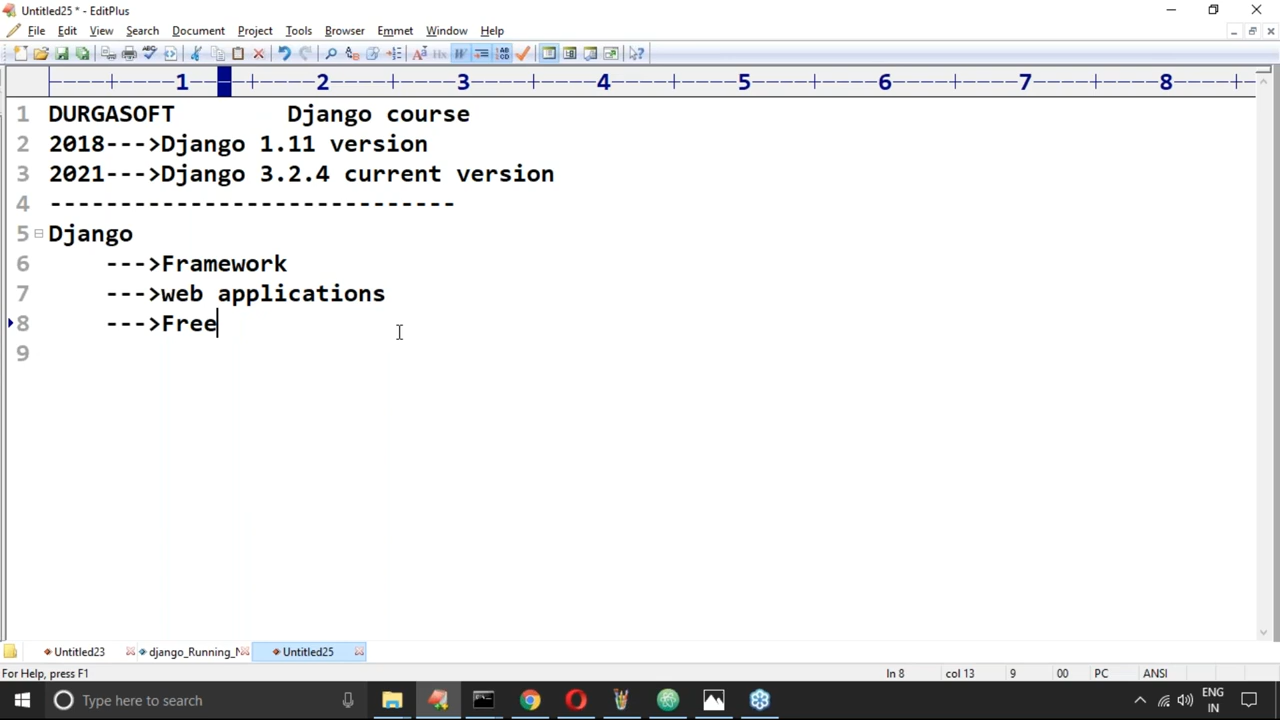 Untitled25 * - EditPlus
File Edit View Search Document Project Tools Browser Emmet Window Help
1 2 3 4 5 6 7 8
1 DURGASOFT Django course
2 2018--->Django 1.11 version
3 2021--->Django 3.2.4 current version
4 -----------------------------
5 Django
6 --->Framework
7 --->web applications
8 --->Free
9
Untitled23 django_Running_N Untitled25
For Help, press F1 ln 8 col 13 9 00 PC ANSI
Type here to search ENG
IN